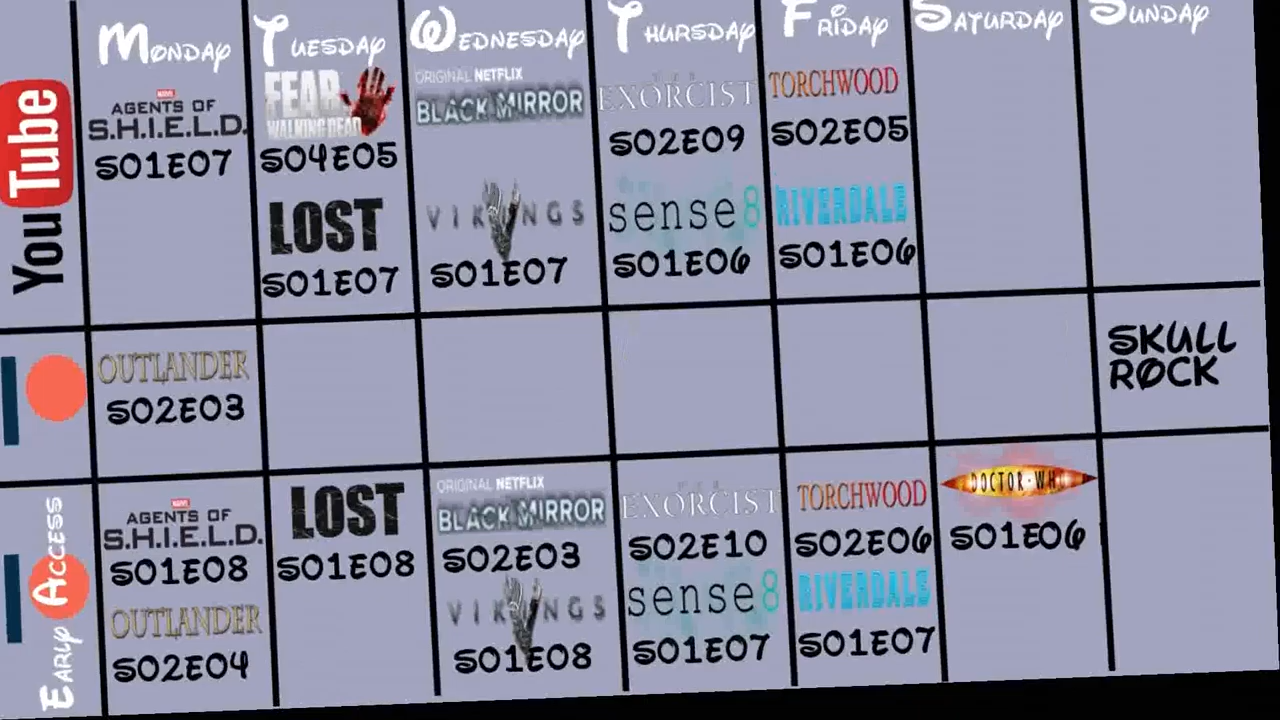 Monday Tuesday Wednesday Thursday Friday Saturday Sunday
YouTube
MARVEL
AGENTS OF
S.H.I.E.L.D.
S01E07
FEAR
WALKING DEAD
S04E05
LOST
S01E07
ORIGINAL NETFLIX
BLACK MIRROR
VIKINGS
S01E07
EXORCIST
S02E09
sense8
S01E06
TORCHWOOD
S02E05
RIVERDALE
S01E06
OUTLANDER
S02E03
SKULL
ROCK
Early Access
MARVEL
AGENTS OF
S.H.I.E.L.D.
S01E08
OUTLANDER
S02E04
LOST
S01E08
ORIGINAL NETFLIX
BLACK MIRROR
S02E03
VIKINGS
S01E08
EXORCIST
S02E10
sense8
S01E07
TORCHWOOD
S02E06
RIVERDALE
S01E07
DOCTOR·WHO
S01E06